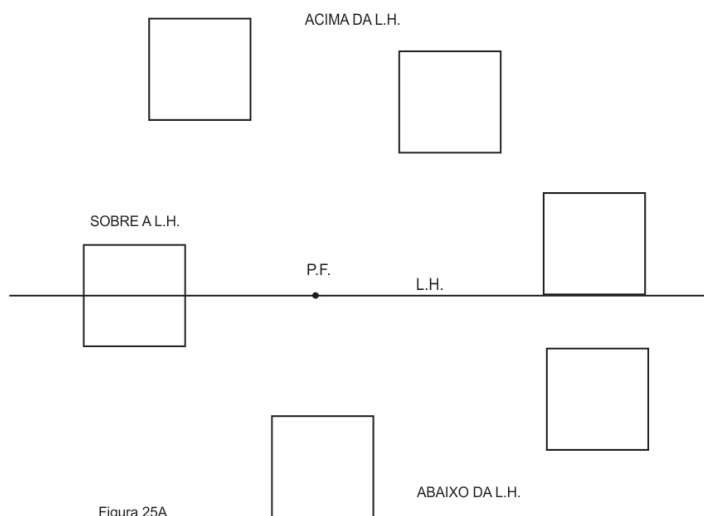 ACIMA DA L.H.
SOBRE A L.H.
P.F.
L.H.
ABAIXO DA L.H.
Figura 25A